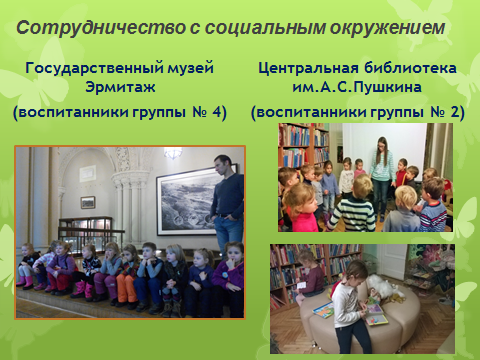 Сотрудничество с социальным окружением
Государственный музей
Эрмитаж
(воспитанники группы № 4)
Центральная библиотека
им.А.С.Пушкина
(воспитанники группы № 2)